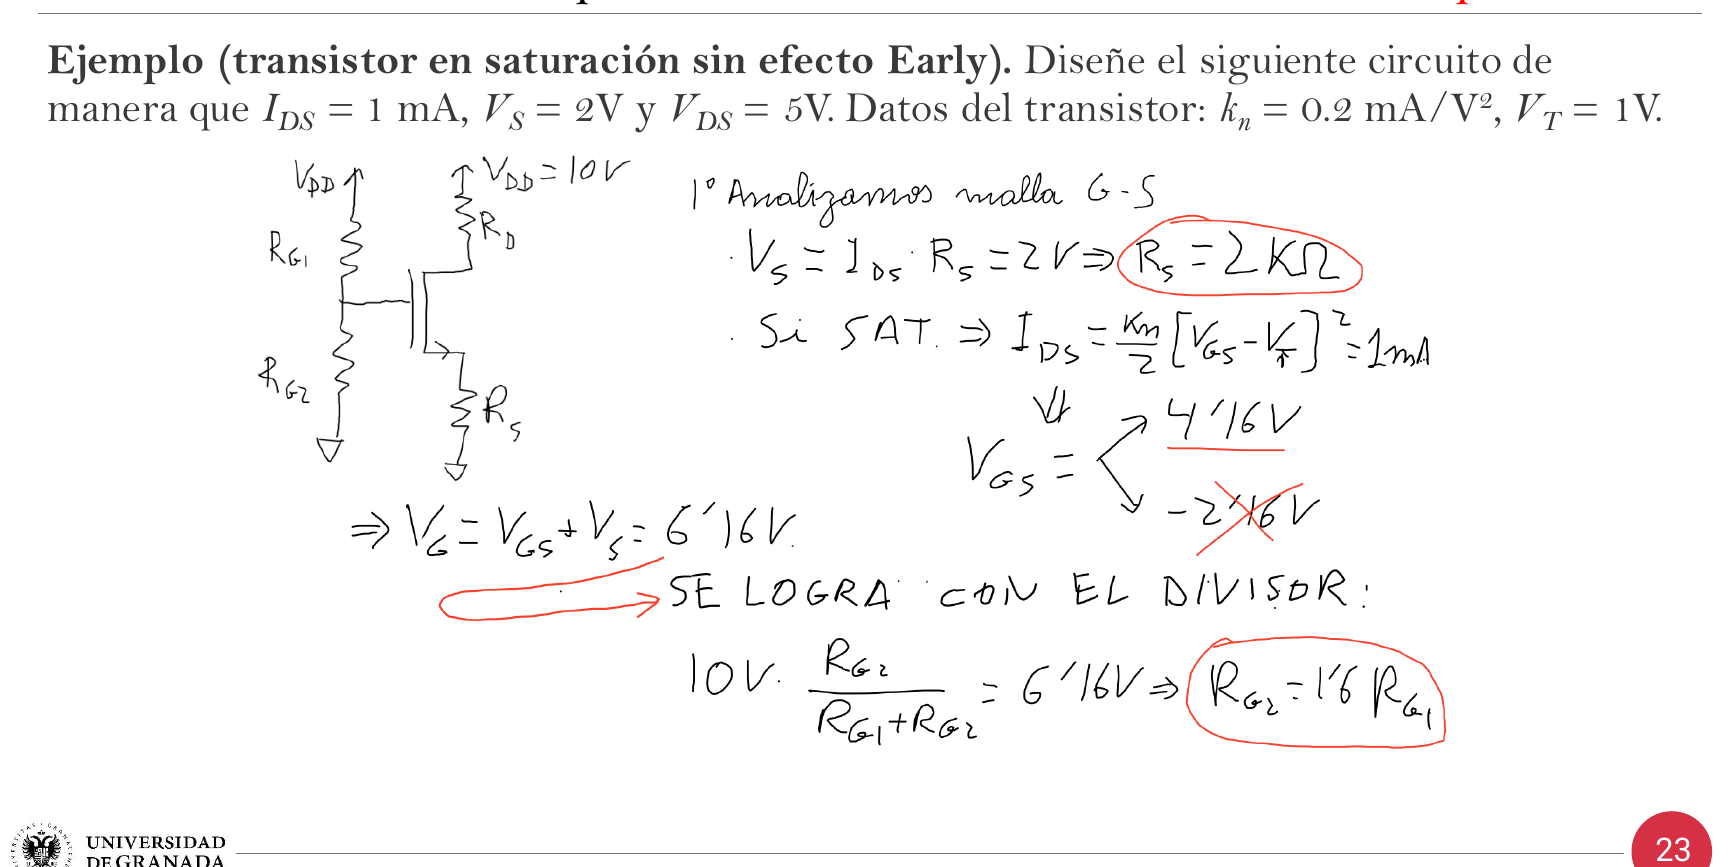 Ejemplo (transistor en saturación sin efecto Early). Diseñe el siguiente circuito de
manera que I_DS = 1 mA, V_S = 2V y V_DS = 5V. Datos del transistor: k_n = 0.2 mA/V², V_T = 1V.
V_DD
V_DD = 10V
R_G1
R_D
R_G2
R_S
1º Analizamos malla G-S
· V_S = I_DS · R_S = 2V ⇒ R_S = 2KΩ
· Si SAT. ⇒ I_DS = Kn/2 [V_GS - V_T]² = 1mA
⇓
V_GS = 4'16V
-2'16V
⇒ V_G = V_GS + V_S = 6'16V.
SE LOGRA CON EL DIVISOR:
10V · R_G2/(R_G1+R_G2) = 6'16V ⇒ R_G2 = 1'6 R_G1
UNIVERSIDAD
DE GRANADA
23